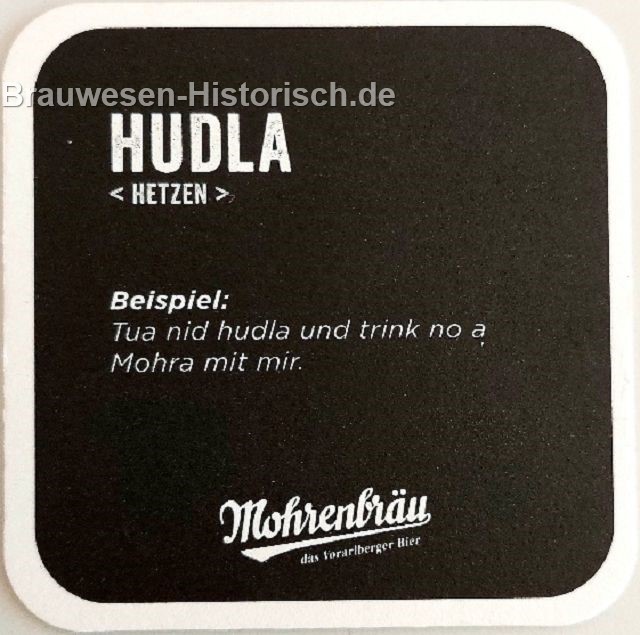 Brauwesen-Historisch.de
HUDLA
< HETZEN >
Beispiel:
Tua nid hudla und trink no a
Mohra mit mir.
Mohrenbräu
das Vorarlberger Bier